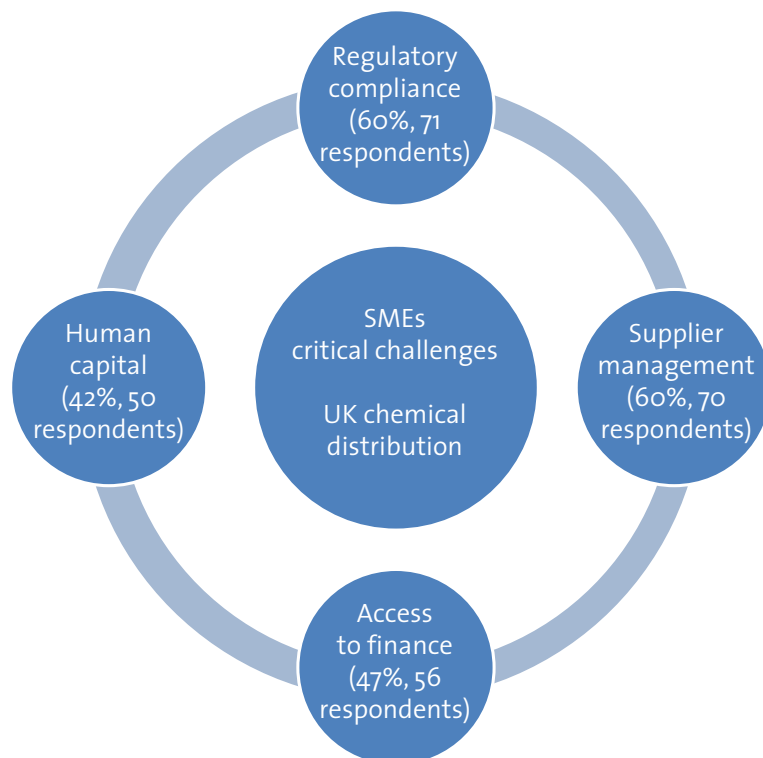 Regulatory
compliance
(60%, 71
respondents)
SMEs
critical challenges
UK chemical
distribution
Human
capital
(42%, 50
respondents)
Supplier
management
(60%, 70
respondents)
Access
to finance
(47%, 56
respondents)